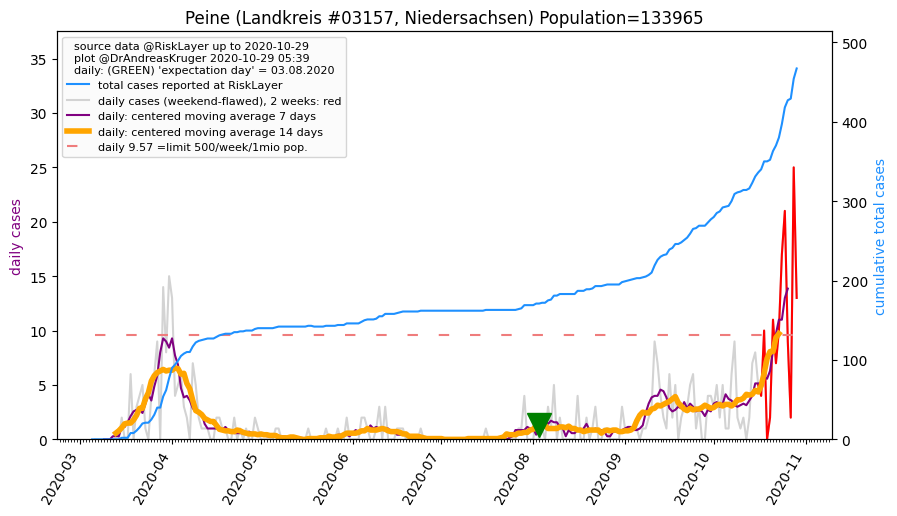 Peine (Landkreis #03157, Niedersachsen) Population=133965
source data @RiskLayer up to 2020-10-29
plot @DrAndreasKruger 2020-10-29 05:39
daily: (GREEN) 'expectation day' = 03.08.2020
total cases reported at RiskLayer
daily cases (weekend-flawed), 2 weeks: red
daily: centered moving average 7 days
daily: centered moving average 14 days
daily 9.57 =limit 500/week/1mio pop.
daily cases
35
30
25
20
15
10
5
0
cumulative total cases
500
400
300
200
100
0
2020-03
2020-04
2020-05
2020-06
2020-07
2020-08
2020-09
2020-10
2020-11